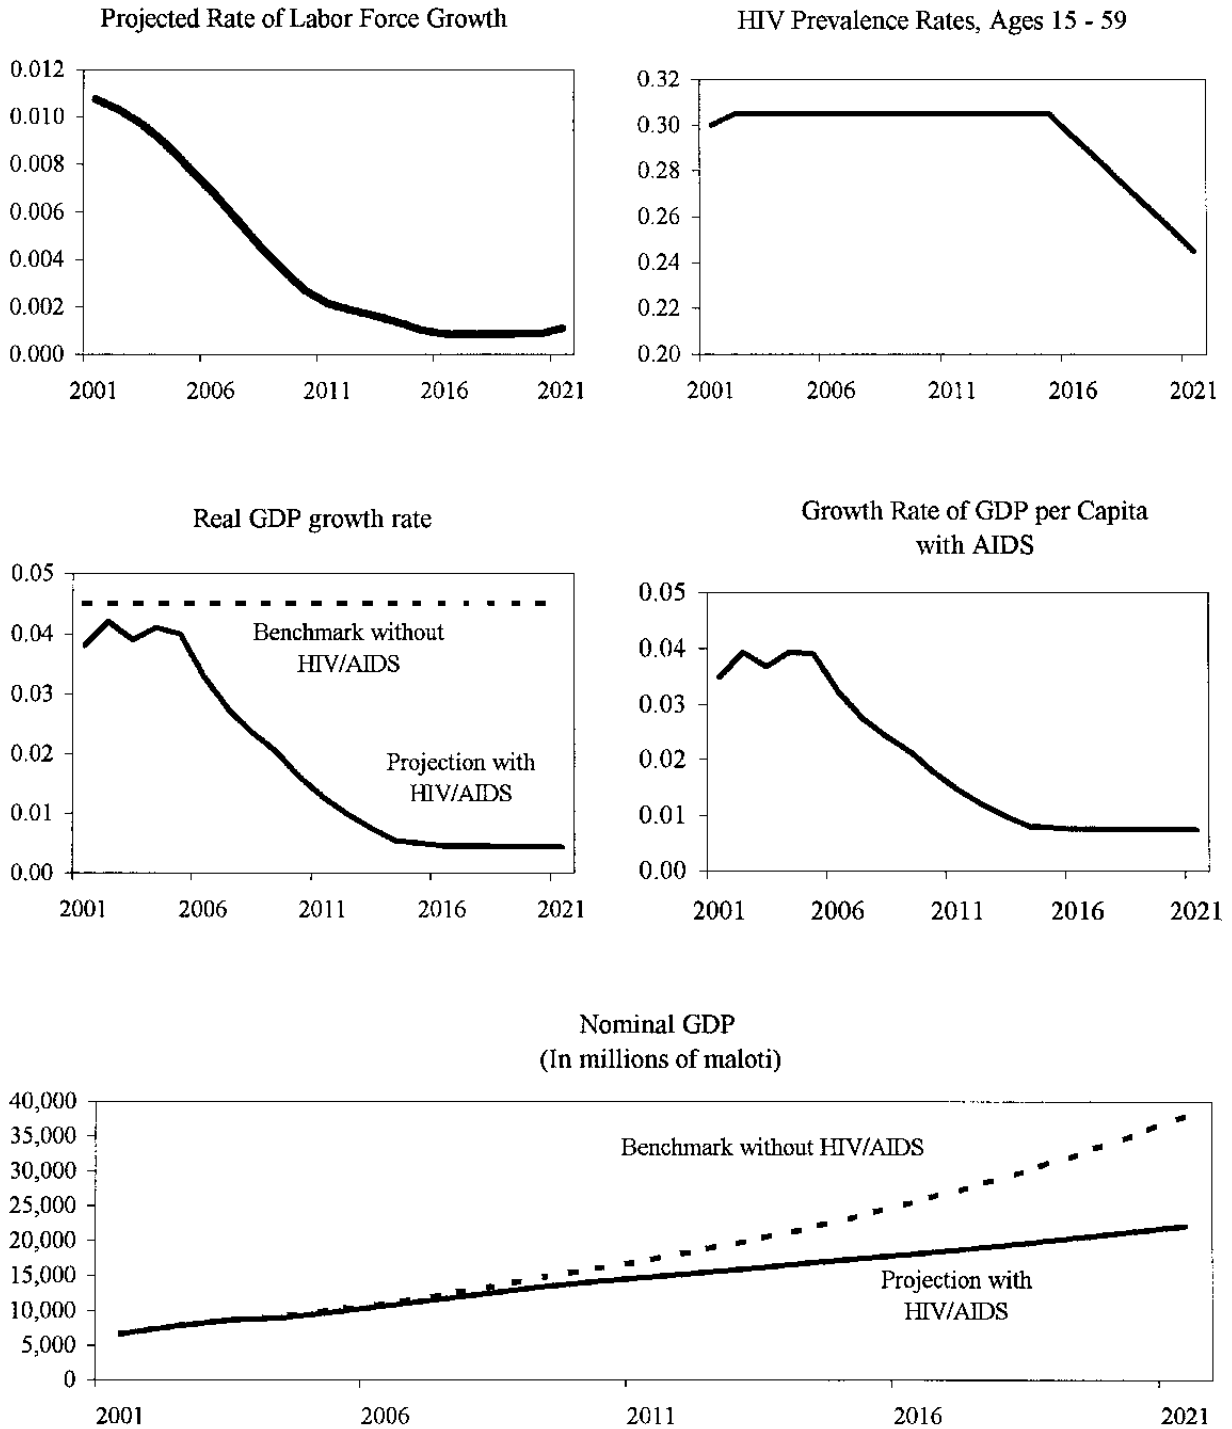 Projected Rate of Labor Force Growth
0.012
0.010
0.008
0.006
0.004
0.002
0.000
2001 2006 2011 2016 2021
HIV Prevalence Rates, Ages 15 - 59
0.32
0.30
0.28
0.26
0.24
0.22
0.20
2001 2006 2011 2016 2021
Real GDP growth rate
0.05
0.04
0.03
0.02
0.01
0.00
Benchmark without
HIV/AIDS
Projection with
HIV/AIDS
2001 2006 2011 2016 2021
Growth Rate of GDP per Capita
with AIDS
0.05
0.04
0.03
0.02
0.01
0.00
2001 2006 2011 2016 2021
Nominal GDP
(In millions of maloti)
40,000
35,000
30,000
25,000
20,000
15,000
10,000
5,000
0
Benchmark without HIV/AIDS
Projection with
HIV/AIDS
2001 2006 2011 2016 2021